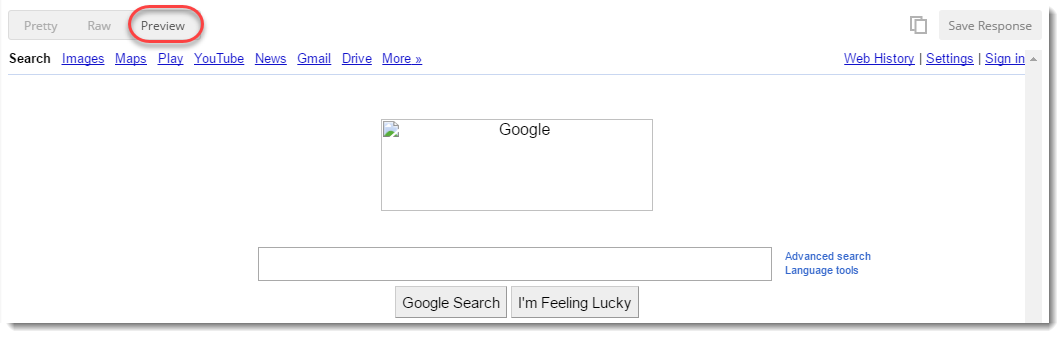 Pretty Raw Preview Save Response
Search Images Maps Play YouTube News Gmail Drive More » Web History | Settings | Sign in
Google
Advanced search
Language tools
Google Search I'm Feeling Lucky